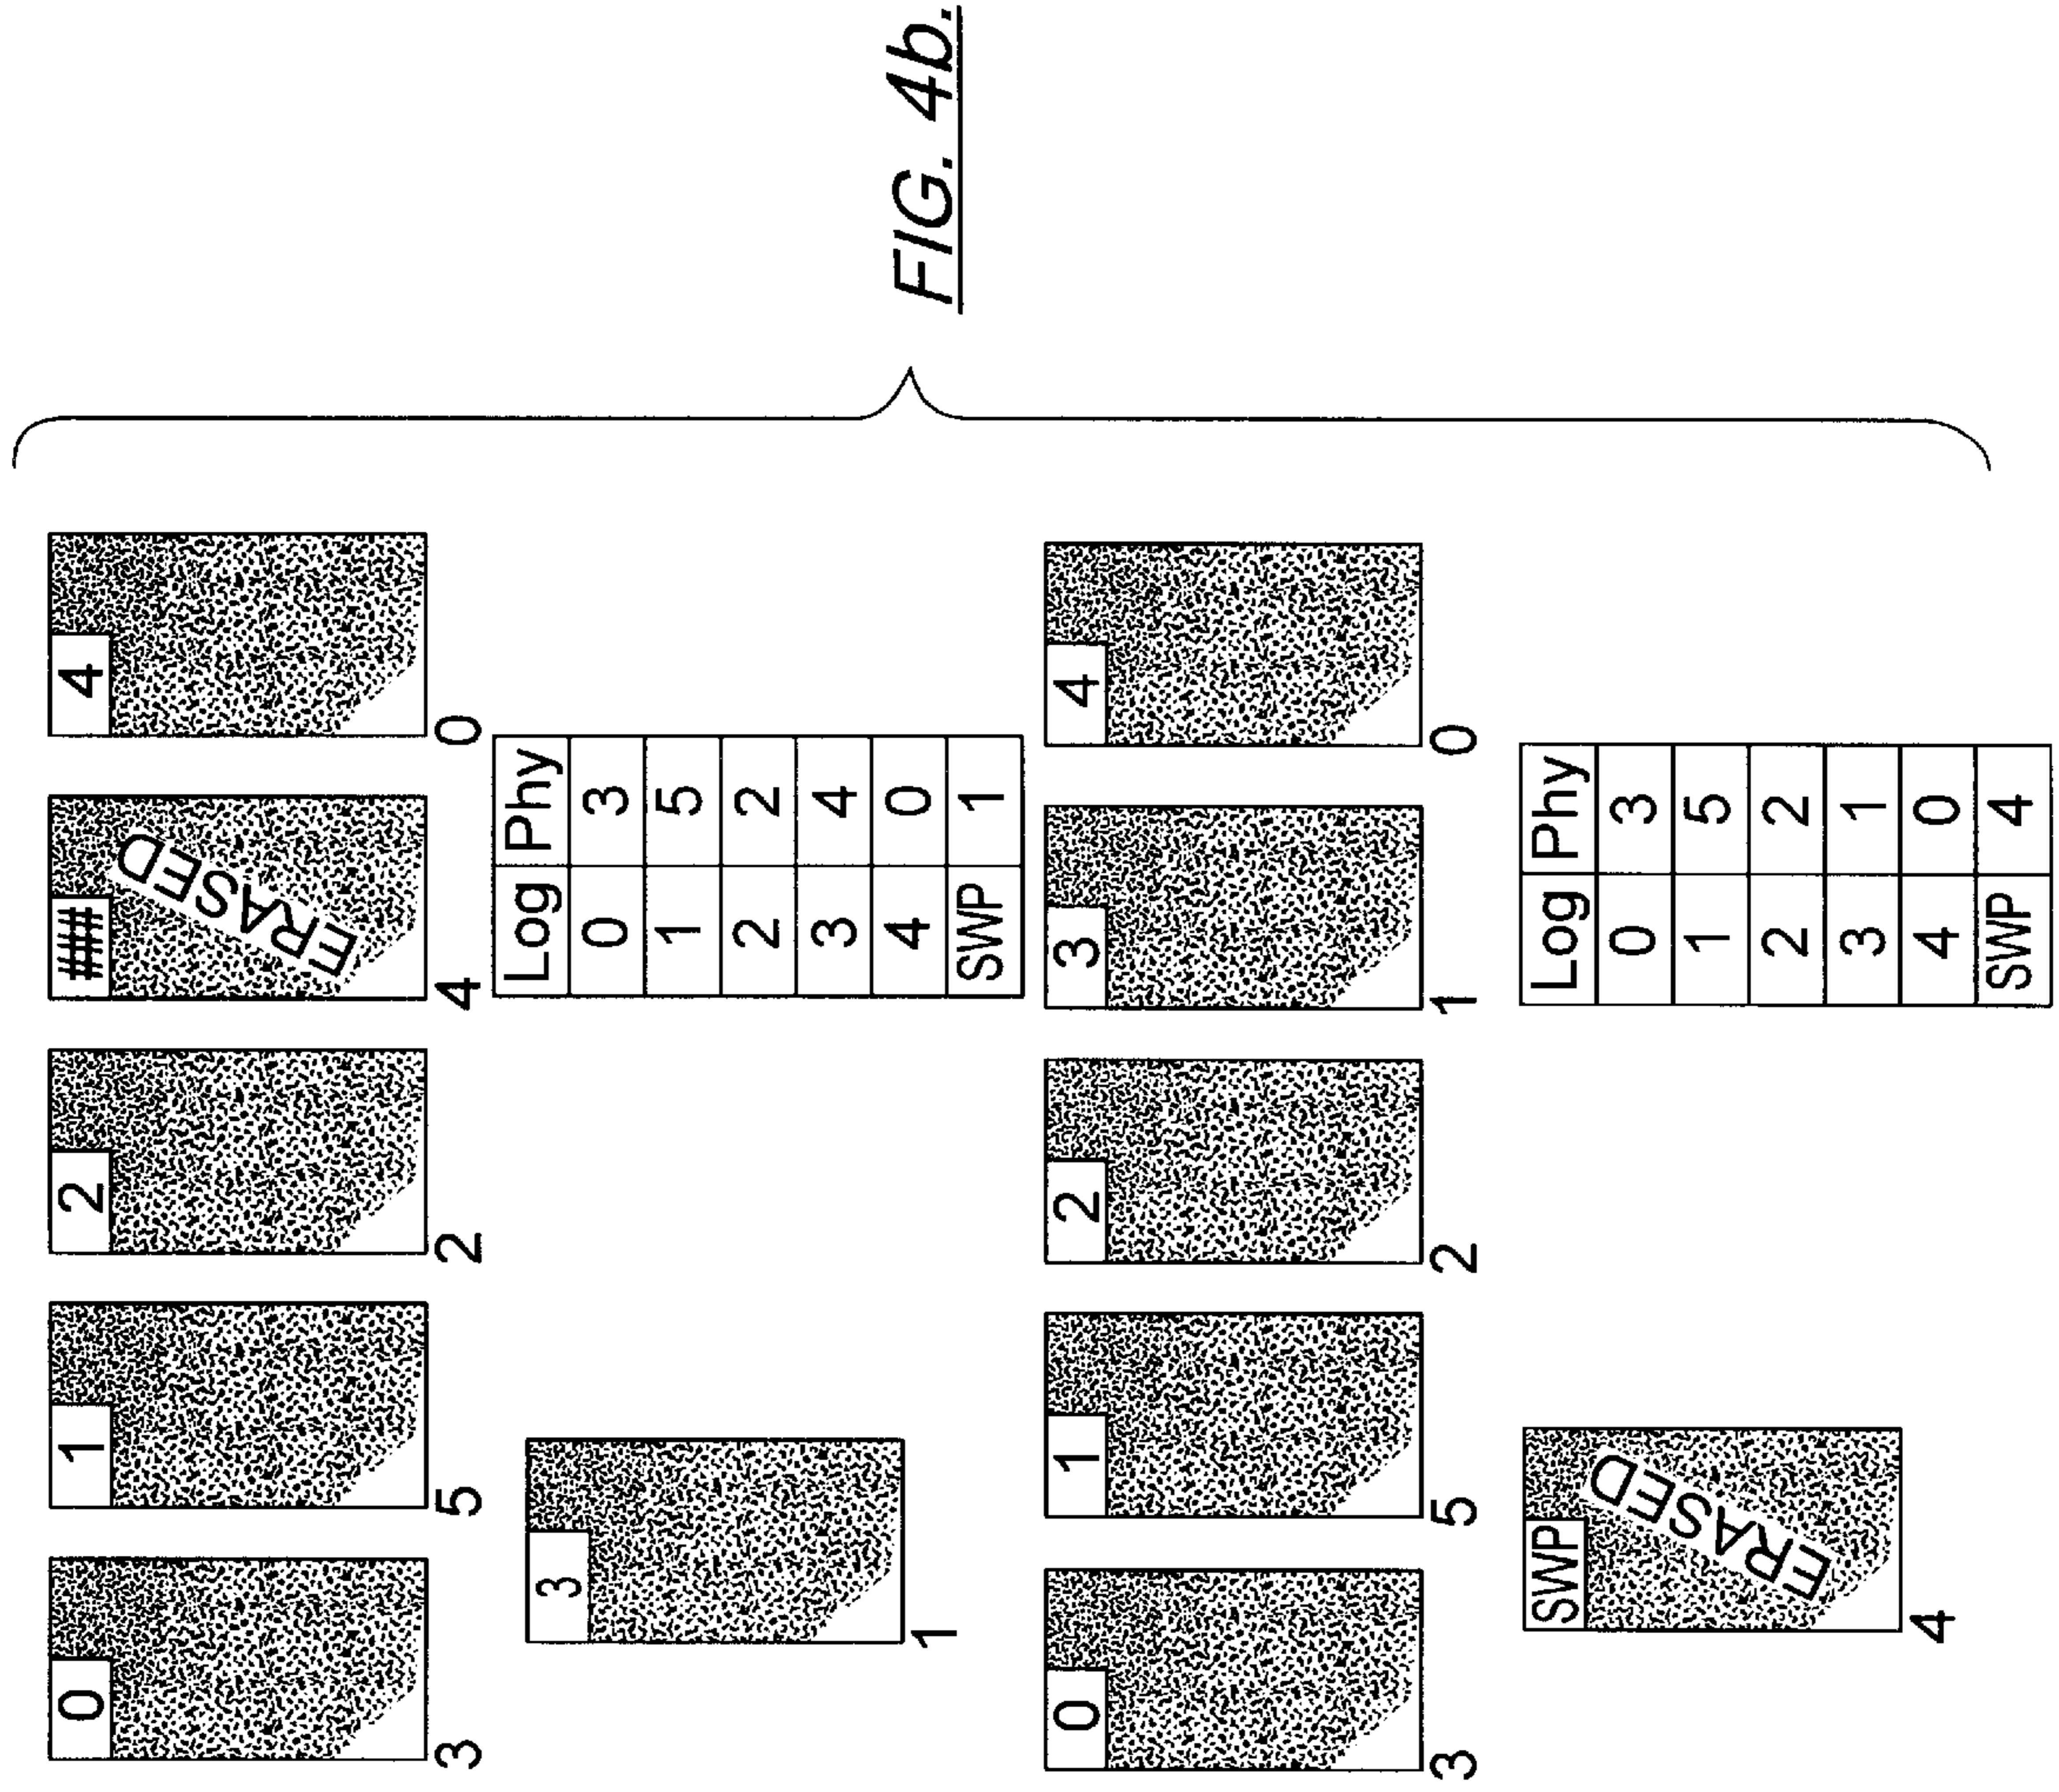 0 1 2 #### 4
ERASED
3 5 2 4 0
3
1
Log Phy
0 3
1 5
2 2
3 4
4 0
SWP 1
0 1 2 3 4
3 5 2 1 0
SWP
ERASED
4
Log Phy
0 3
1 5
2 2
3 1
4 0
SWP 4
FIG. 4b.